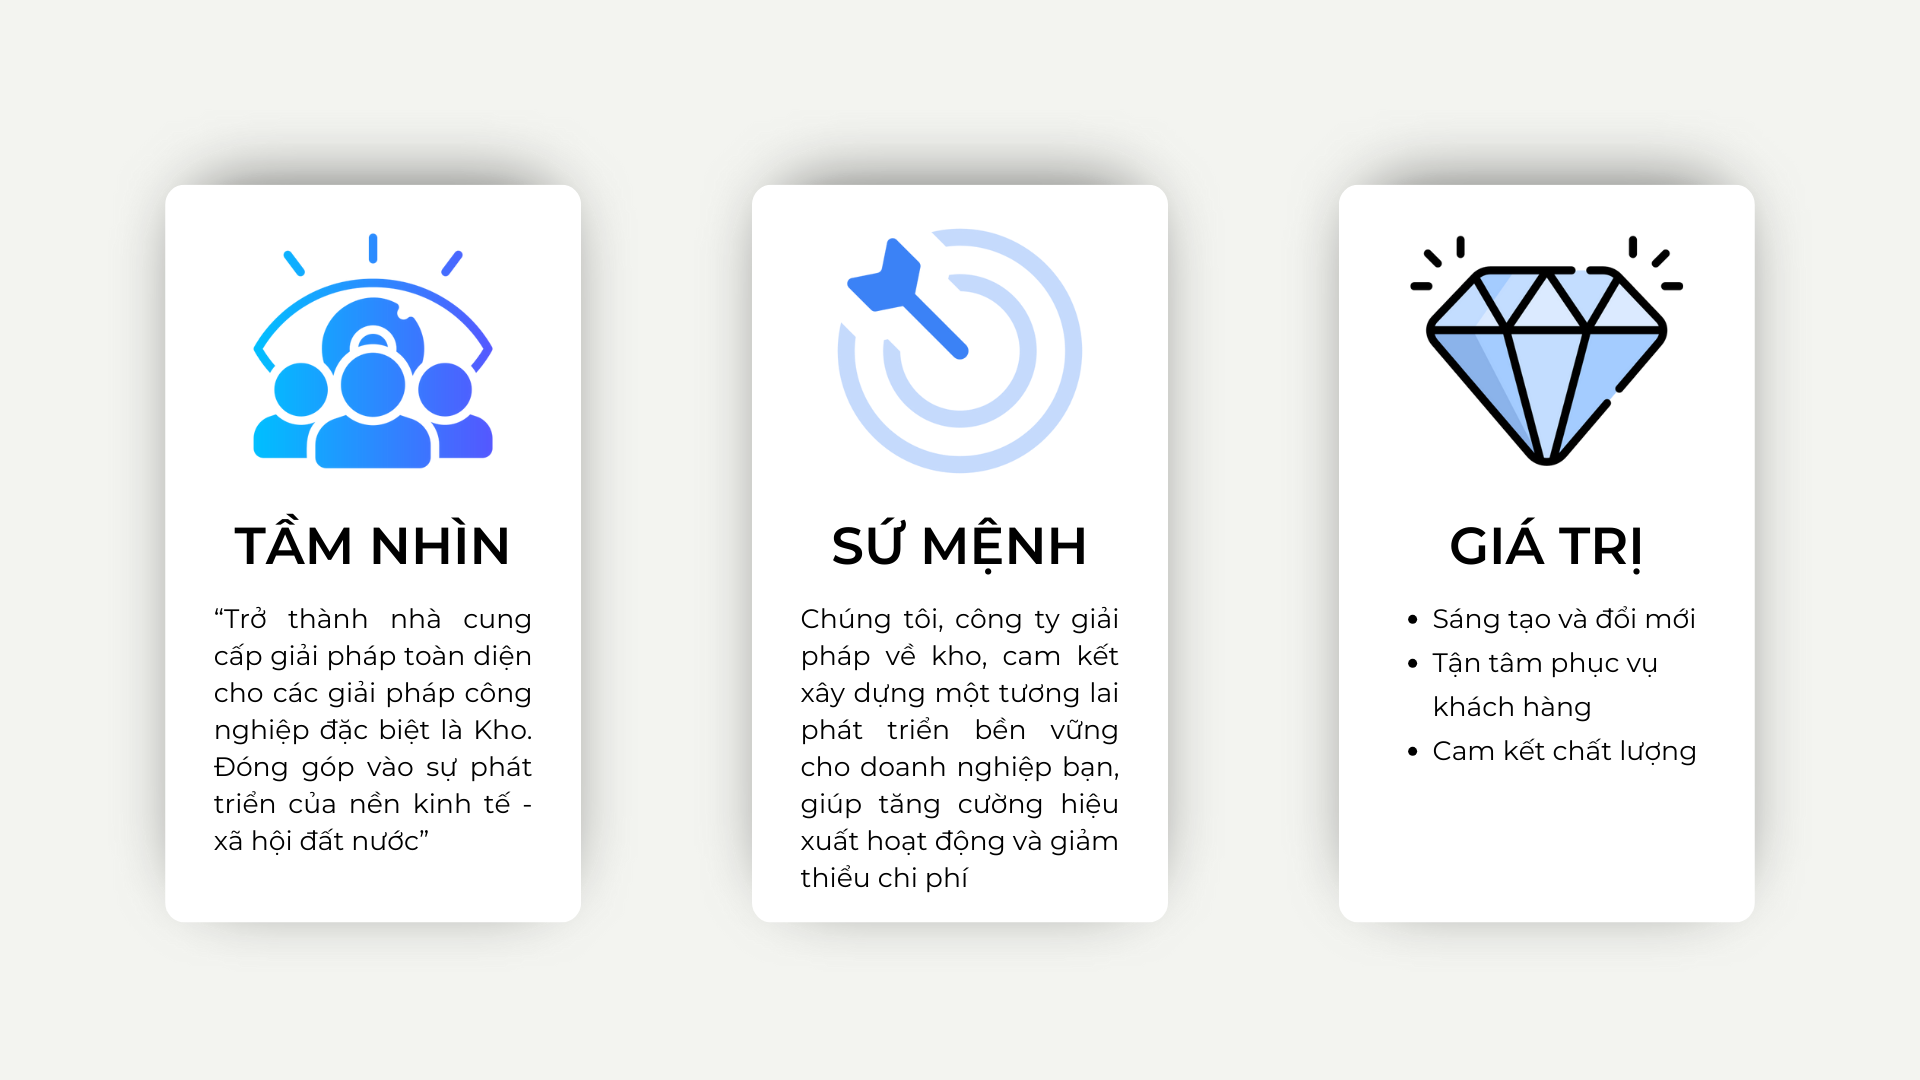 TẦM NHÌN
“Trở thành nhà cung
cấp giải pháp toàn diện
cho các giải pháp công
nghiệp đặc biệt là Kho.
Đóng góp vào sự phát
triển của nền kinh tế -
xã hội đất nước”
SỨ MỆNH
Chúng tôi, công ty giải
pháp về kho, cam kết
xây dựng một tương lai
phát triển bền vững
cho doanh nghiệp bạn,
giúp tăng cường hiệu
xuất hoạt động và giảm
thiểu chi phí
GIÁ TRỊ
• Sáng tạo và đổi mới
• Tận tâm phục vụ
khách hàng
• Cam kết chất lượng